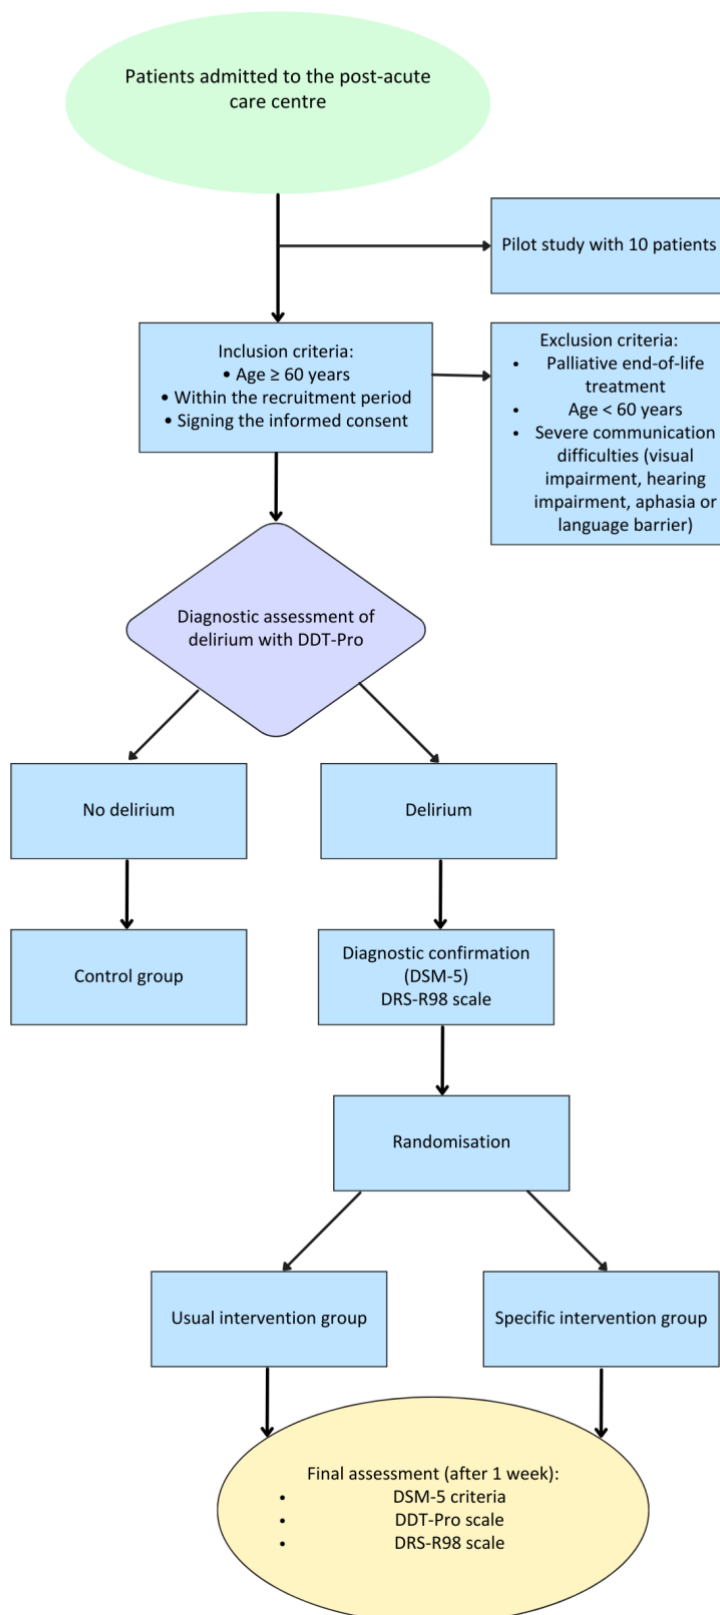 Patients admitted to the post-acute
care centre
Pilot study with 10 patients
Inclusion criteria:
• Age ≥ 60 years
• Within the recruitment period
• Signing the informed consent
Exclusion criteria:
• Palliative end-of-life
treatment
• Age < 60 years
• Severe communication
difficulties (visual
impairment, hearing
impairment, aphasia or
language barrier)
Diagnostic assessment of
delirium with DDT-Pro
No delirium
Delirium
Control group
Diagnostic confirmation
(DSM-5)
DRS-R98 scale
Randomisation
Usual intervention group
Specific intervention group
Final assessment (after 1 week):
• DSM-5 criteria
• DDT-Pro scale
• DRS-R98 scale